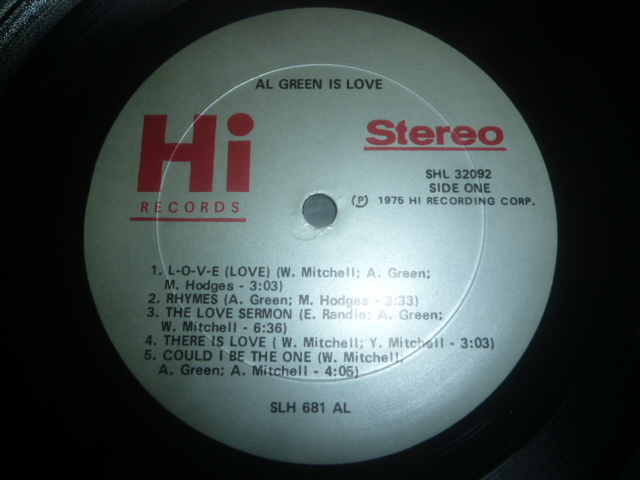 AL GREEN IS LOVE
Hi
RECORDS
Stereo
SHL 32092
SIDE ONE
Ⓟ 1975 HI RECORDING CORP.
1. L-O-V-E (LOVE) (W. Mitchell; A. Green;
M. Hodges - 3:03)
2. RHYMES (A. Green; M. Hodges - 3:33)
3. THE LOVE SERMON (E. Randle; A. Green;
W. Mitchell - 6:36)
4. THERE IS LOVE ( W. Mitchell; Y. Mitchell - 3:03)
5. COULD I BE THE ONE (W. Mitchell;
A. Green; A. Mitchell - 4:05)
SLH 681 AL